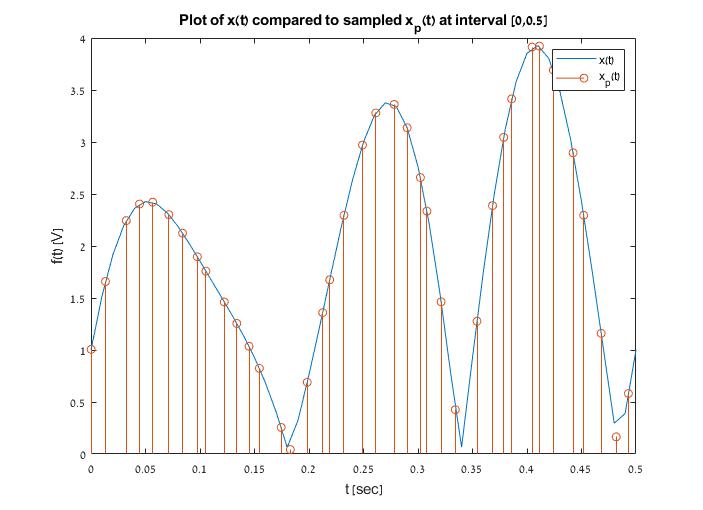 Plot of x(t) compared to sampled x_p(t) at interval [0,0.5]
4
3.5
3
2.5
2
1.5
1
0.5
0
f(t) [V]
0 0.05 0.1 0.15 0.2 0.25 0.3 0.35 0.4 0.45 0.5
t [sec]
x(t)
x_p(t)